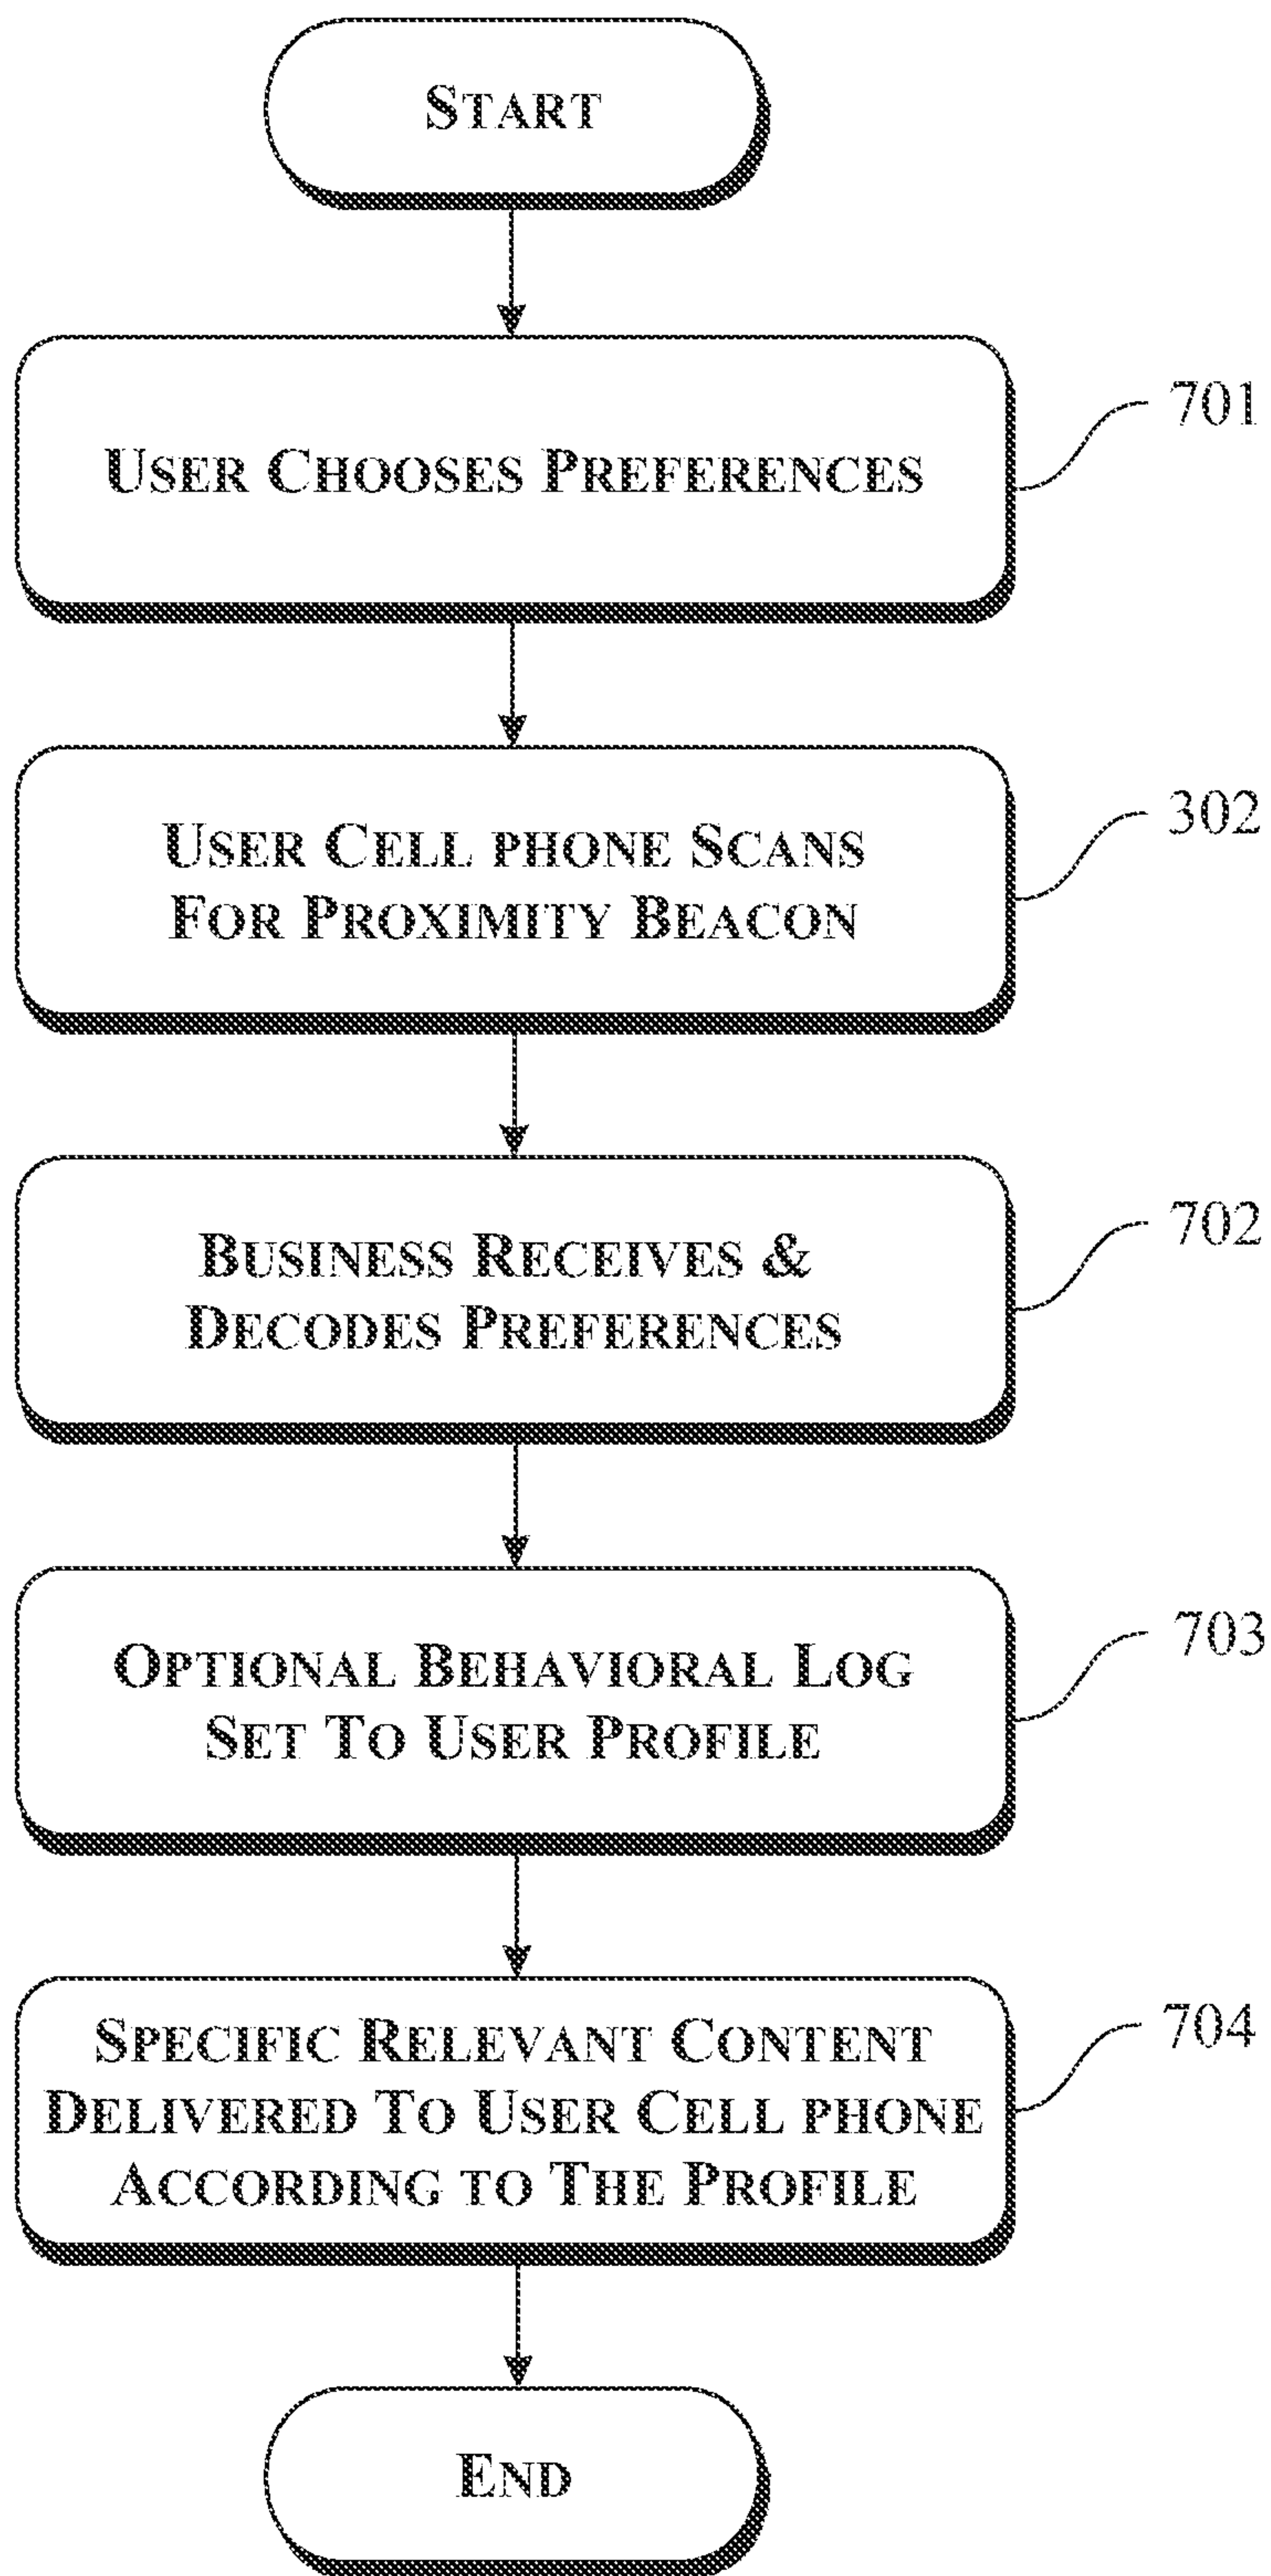 START
USER CHOOSES PREFERENCES
701
USER CELL PHONE SCANS
FOR PROXIMITY BEACON
302
BUSINESS RECEIVES &
DECODES PREFERENCES
702
OPTIONAL BEHAVIORAL LOG
SET TO USER PROFILE
703
SPECIFIC RELEVANT CONTENT
DELIVERED TO USER CELL PHONE
ACCORDING TO THE PROFILE
704
END